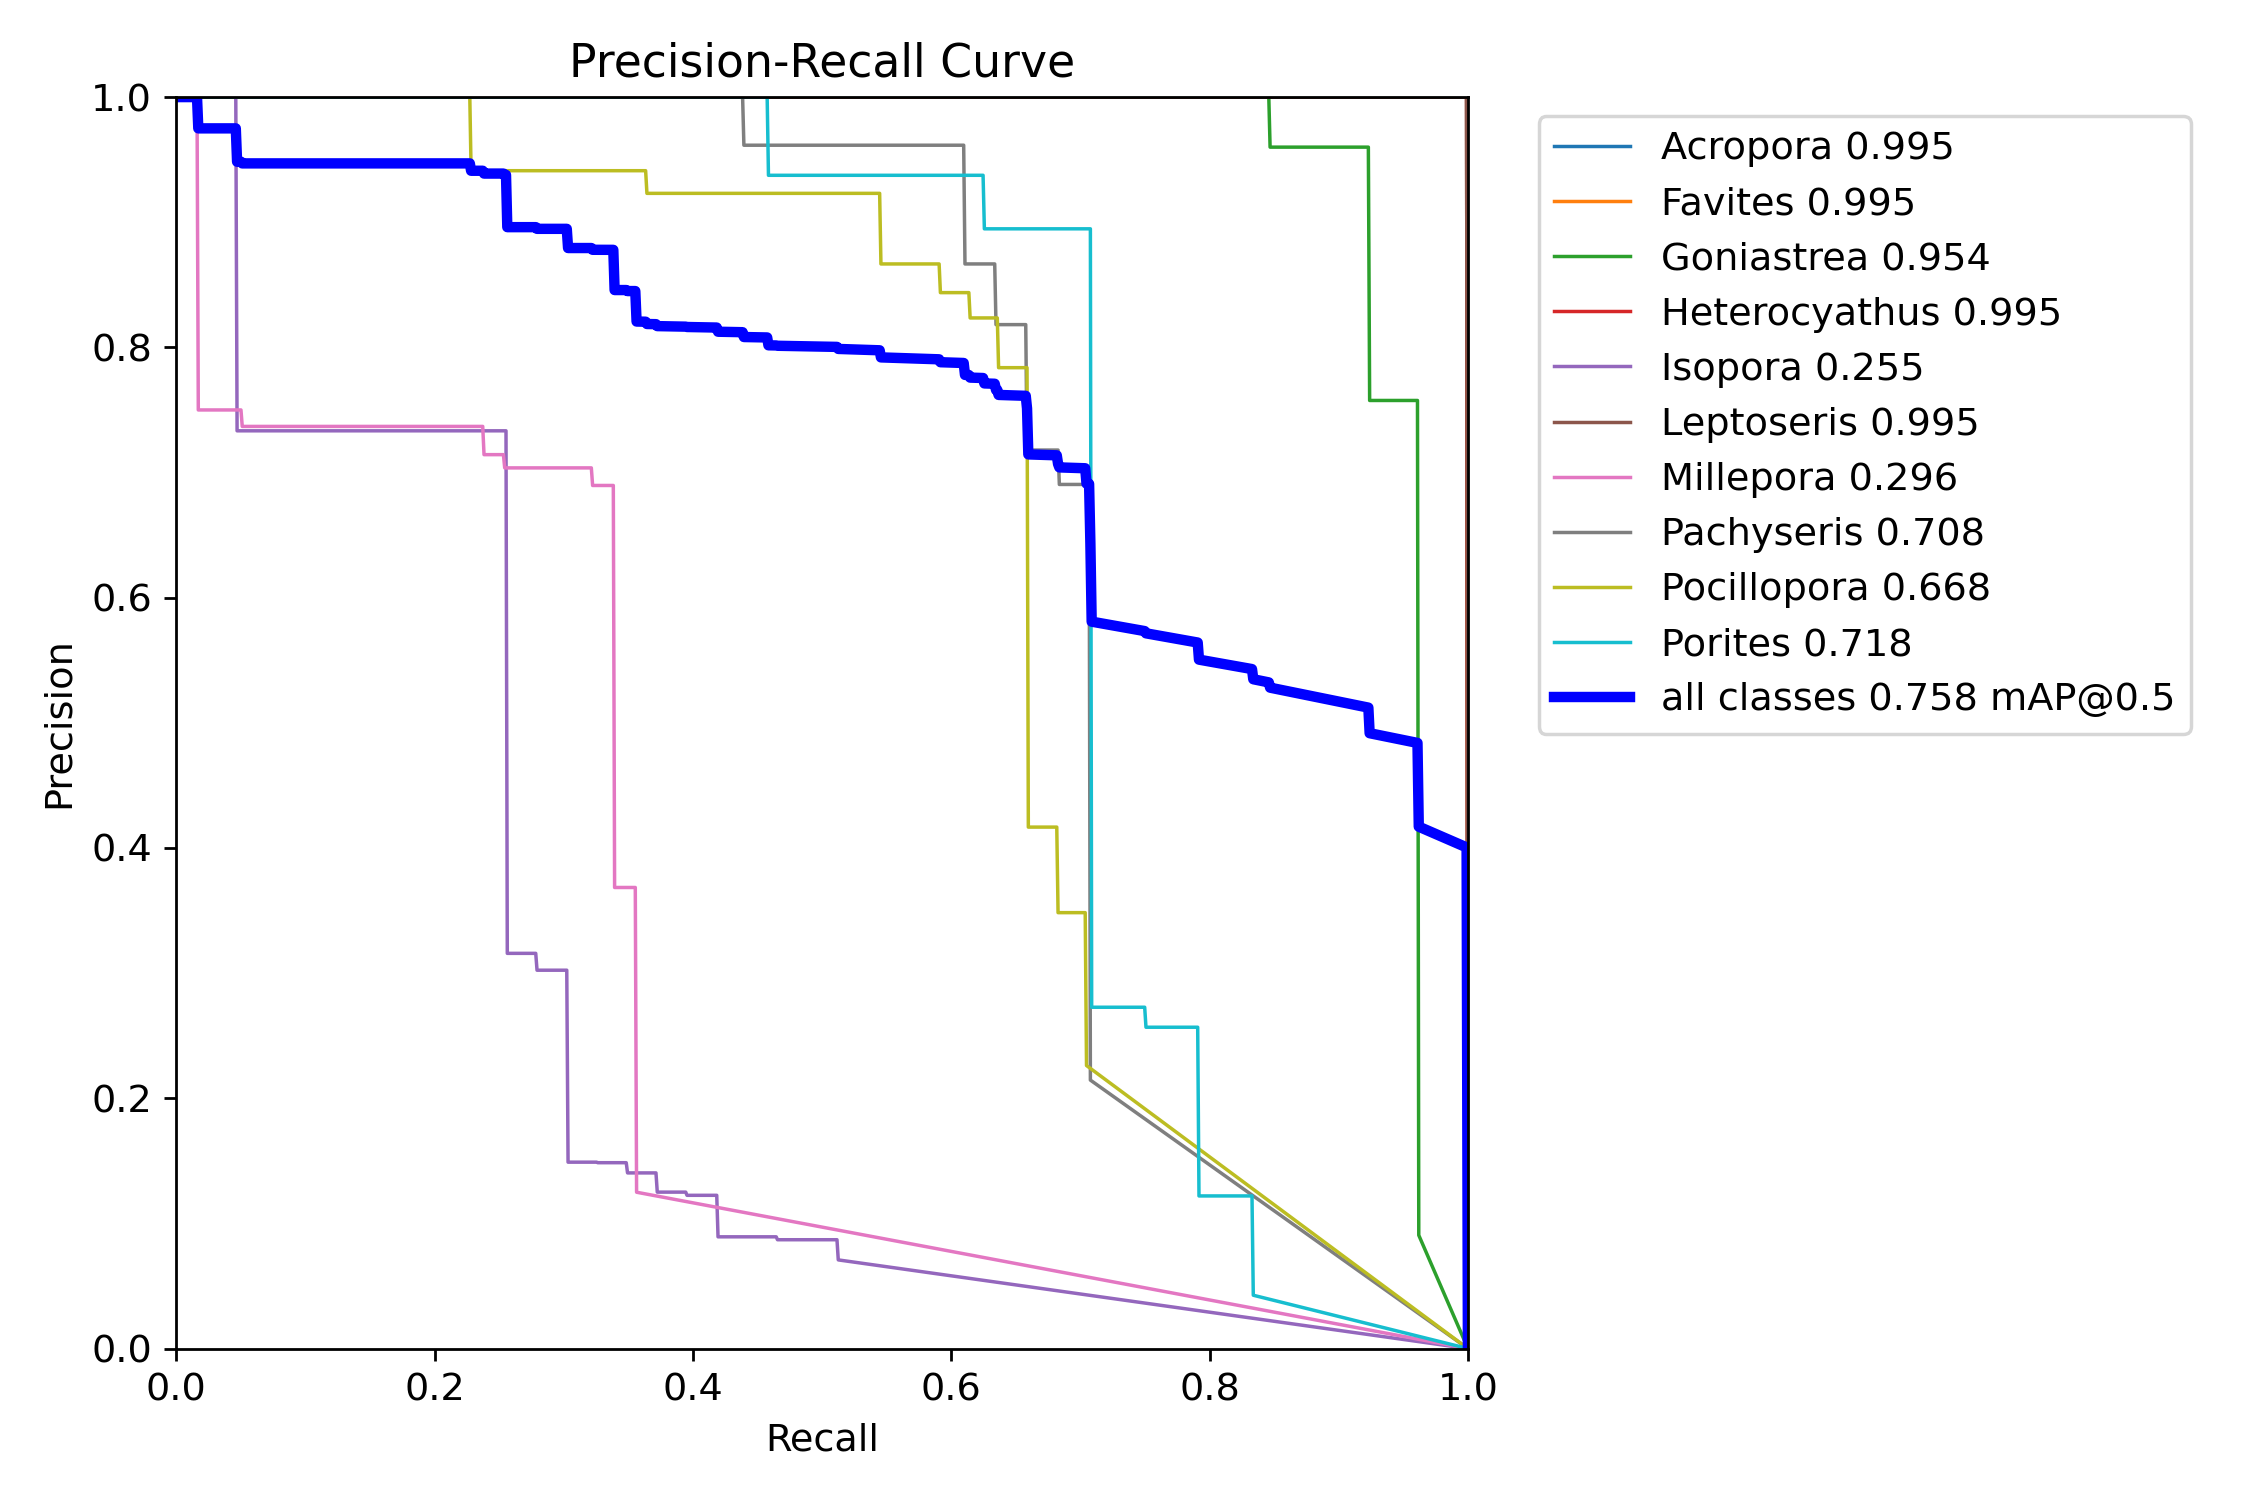 Precision-Recall Curve
1.0
0.8
0.6
0.4
0.2
0.0
Precision
0.0 0.2 0.4 0.6 0.8 1.0
Recall
Acropora 0.995
Favites 0.995
Goniastrea 0.954
Heterocyathus 0.995
Isopora 0.255
Leptoseris 0.995
Millepora 0.296
Pachyseris 0.708
Pocillopora 0.668
Porites 0.718
all classes 0.758 mAP@0.5